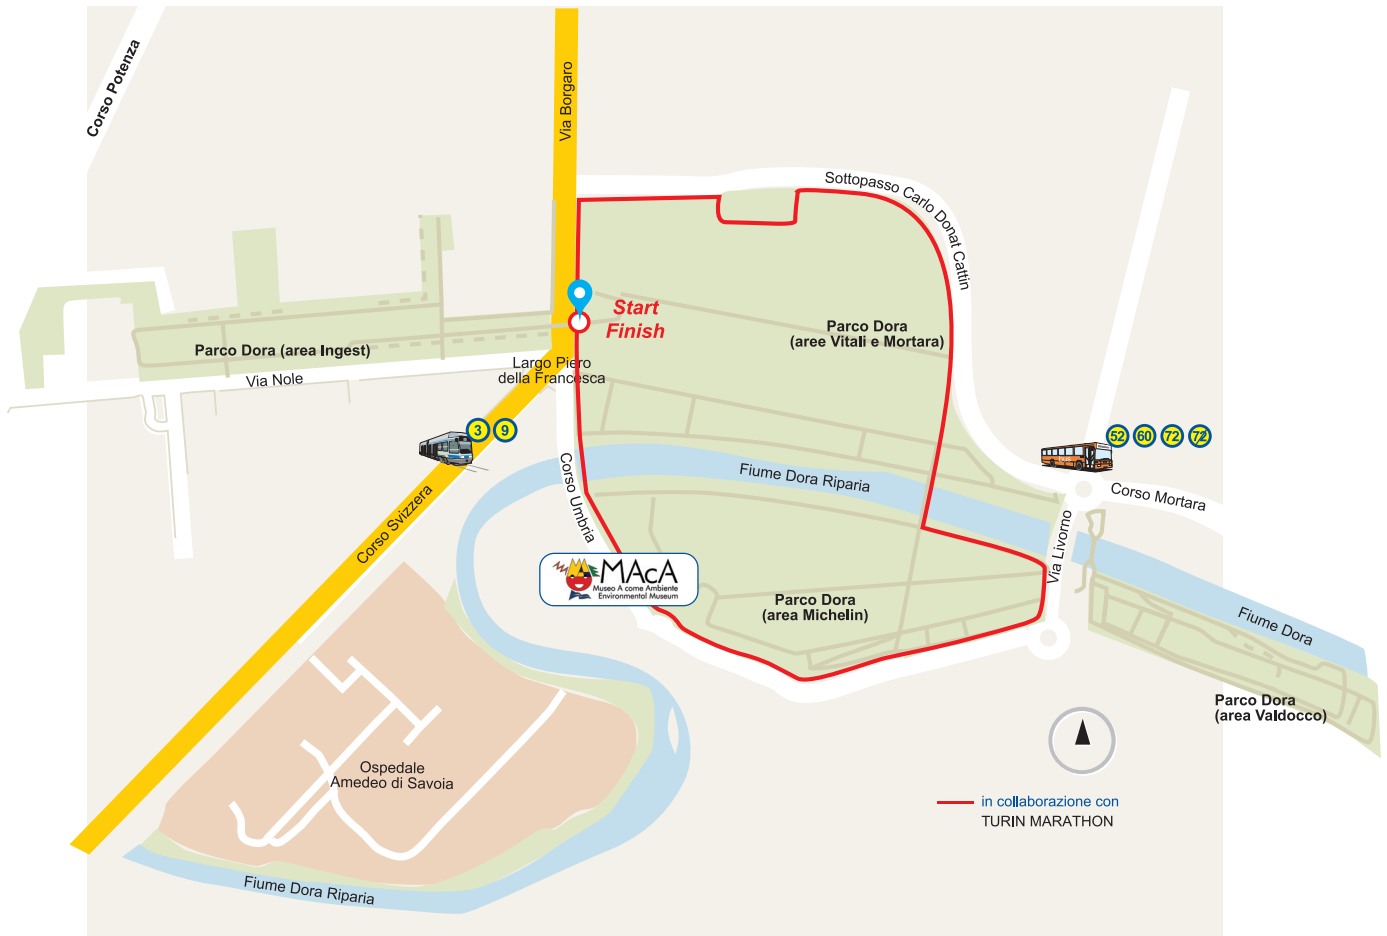 Corso Potenza
Via Borgaro
Sottopasso Carlo Donat Cattin
Start
Finish
Parco Dora
(aree Vitali e Mortara)
Parco Dora (area Ingest)
Via Nole
Largo Piero
della Francesca
3
9
52
60
72
72
Corso Svizzera
Corso Umbria
Fiume Dora Riparia
Corso Mortara
Via Livorno
MAcA
Museo A come Ambiente
Environmental Museum
Parco Dora
(area Michelin)
Fiume Dora
Parco Dora
(area Valdocco)
Ospedale
Amedeo di Savoia
in collaborazione con
TURIN MARATHON
Fiume Dora Riparia